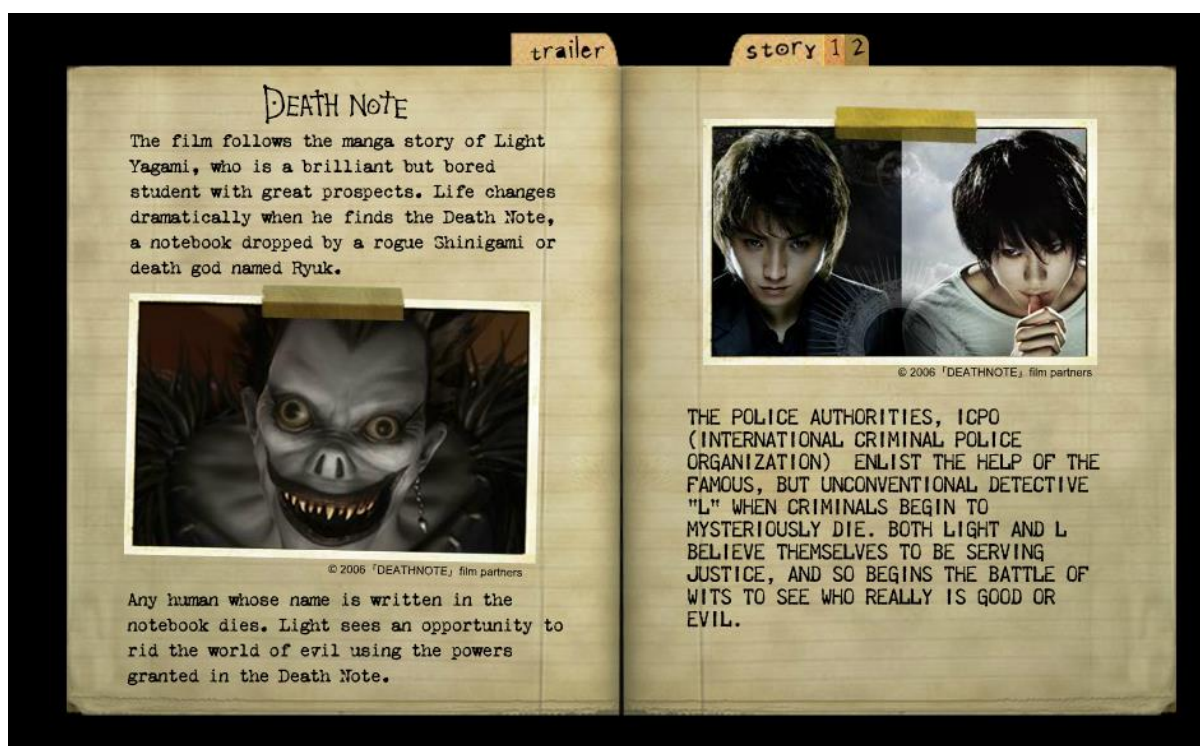 trailer
story 1 2
DEATH NOTE
The film follows the manga story of Light
Yagami, who is a brilliant but bored
student with great prospects. Life changes
dramatically when he finds the Death Note,
a notebook dropped by a rogue Shinigami or
death god named Ryuk.
© 2006「DEATHNOTE」film partners
Any human whose name is written in the
notebook dies. Light sees an opportunity to
rid the world of evil using the powers
granted in the Death Note.
© 2006「DEATHNOTE」film partners
THE POLICE AUTHORITIES, ICPO
(INTERNATIONAL CRIMINAL POLICE
ORGANIZATION) ENLIST THE HELP OF THE
FAMOUS, BUT UNCONVENTIONAL DETECTIVE
"L" WHEN CRIMINALS BEGIN TO
MYSTERIOUSLY DIE. BOTH LIGHT AND L
BELIEVE THEMSELVES TO BE SERVING
JUSTICE, AND SO BEGINS THE BATTLE OF
WITS TO SEE WHO REALLY IS GOOD OR
EVIL.